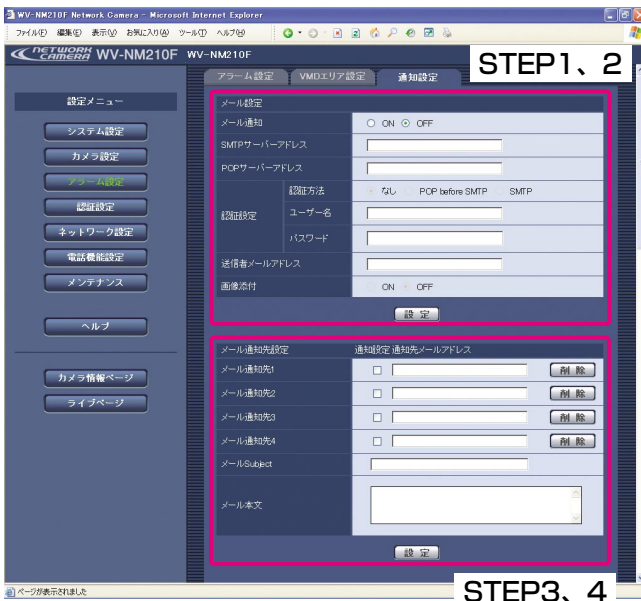 WV-NM210F Network Camera - Microsoft Internet Explorer
ファイル(F) 編集(E) 表示(V) お気に入り(A) ツール(T) ヘルプ(H)
NETWORK CAMERA WV-NM210F WV-NM210F
STEP1、2
アラーム設定 VMDエリア設定 通知設定
設定メニュー
システム設定
カメラ設定
アラーム設定
認証設定
ネットワーク設定
電話機能設定
メンテナンス
ヘルプ
カメラ情報ページ
ライブページ
メール設定
メール通知 ON OFF
SMTPサーバーアドレス
POPサーバーアドレス
認証設定 認証方法 なし POP before SMTP SMTP
ユーザー名
パスワード
送信者メールアドレス
画像添付 ON OFF
設定
メール通知先設定 通知設定 通知先メールアドレス
メール通知先1 削除
メール通知先2 削除
メール通知先3 削除
メール通知先4 削除
メールSubject
メール本文
設定
STEP3、4
ページが表示されました